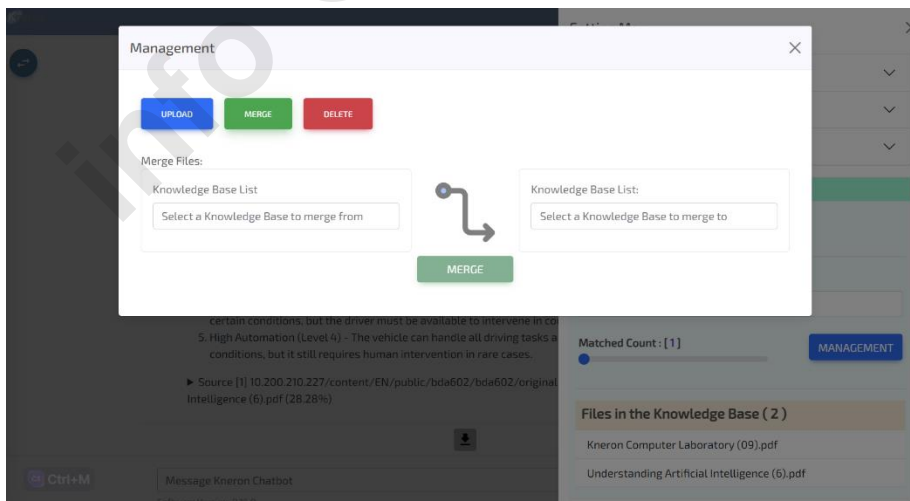 Management
UPLOAD
MERGE
DELETE
Merge Files:
Knowledge Base List
Select a Knowledge Base to merge from
Knowledge Base List:
Select a Knowledge Base to merge to
MERGE
certain conditions, but the driver must be available to intervene in
5. High Automation (Level 4) - The vehicle can handle all driving tasks
conditions, but it still requires human intervention in rare cases.
▶ Source [1] 10.200.210.227/content/EN/public/bda602/bda602/original
Intelligence (6).pdf (28.28%)
Ctrl+M
Message Kneron Chatbot
Matched Count : [ 1 ]
MANAGEMENT
Files in the Knowledge Base ( 2 )
Kneron Computer Laboratory (09).pdf
Understanding Artificial Intelligence (6).pdf
info